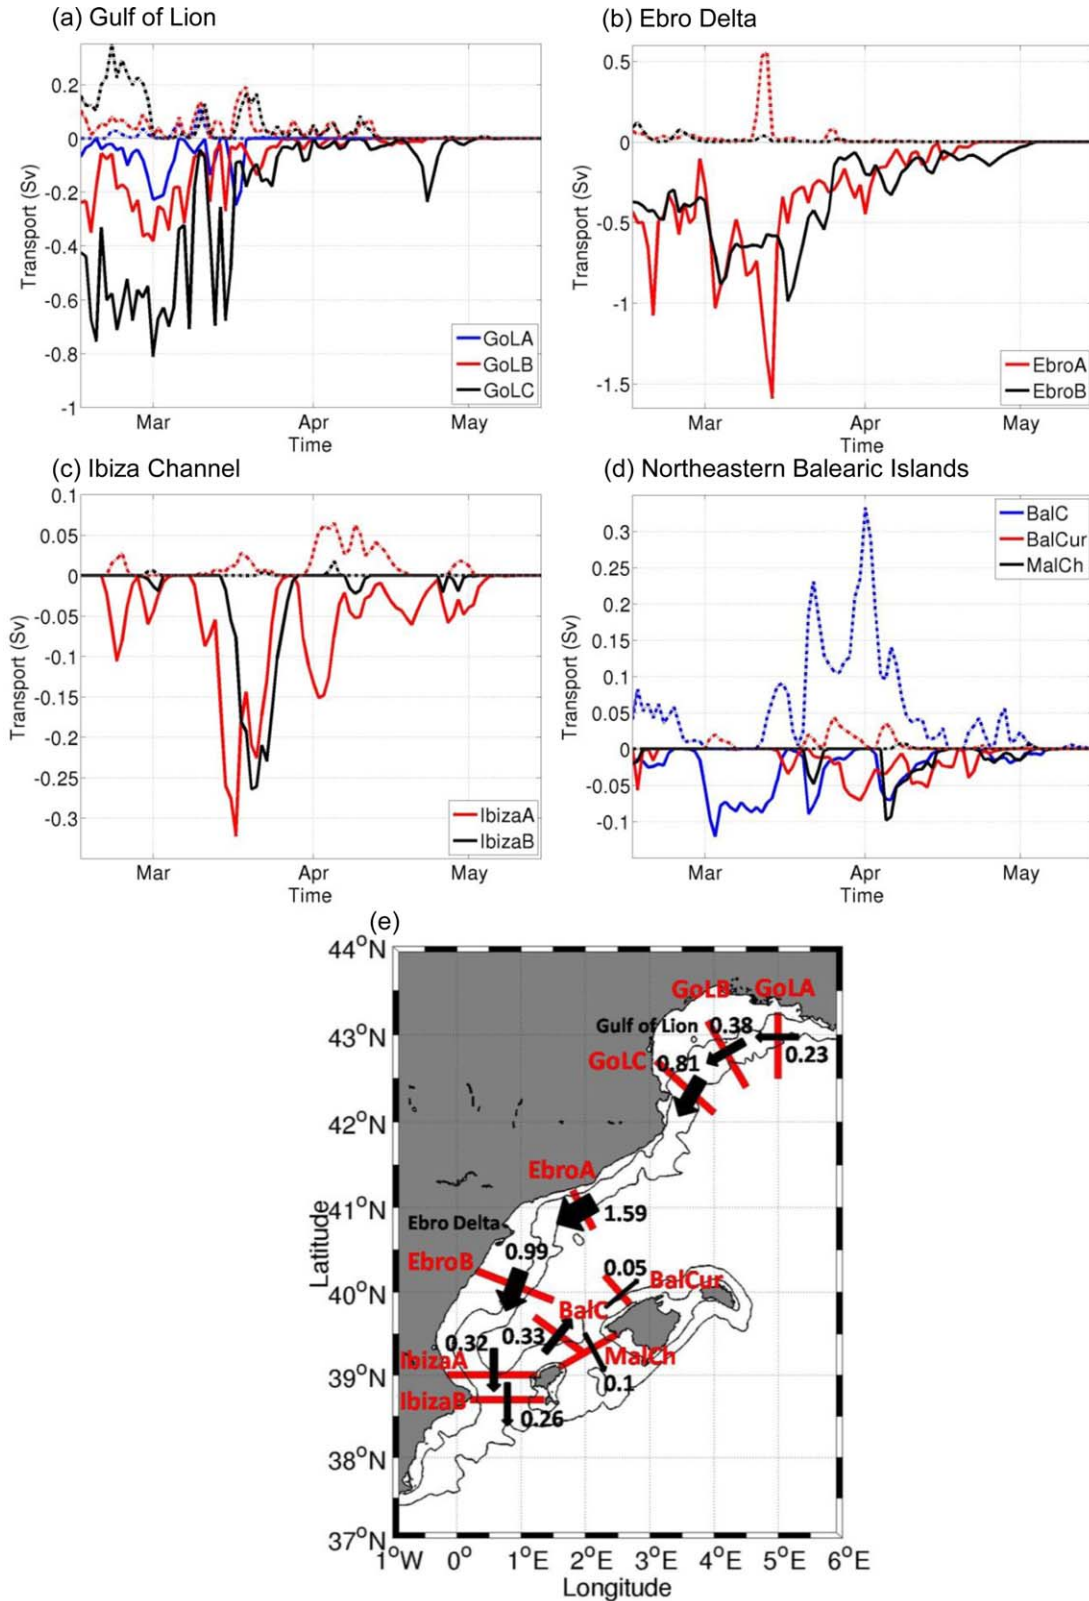 (a) Gulf of Lion
Transport (Sv)
0.2
0
-0.2
-0.4
-0.6
-0.8
-1
GoLA
GoLB
GoLC
Mar
Apr
May
Time
(b) Ebro Delta
Transport (Sv)
0.5
0
-0.5
-1
-1.5
EbroA
EbroB
Mar
Apr
May
Time
(c) Ibiza Channel
Transport (Sv)
0.1
0.05
0
-0.05
-0.1
-0.15
-0.2
-0.25
-0.3
IbizaA
IbizaB
Mar
Apr
May
Time
(d) Northeastern Balearic Islands
Transport (Sv)
0.3
0.25
0.2
0.15
0.1
0.05
0
-0.05
-0.1
BalC
BalCur
MalCh
Mar
Apr
May
Time
(e)
Latitude
44°N
43°N
42°N
41°N
40°N
39°N
38°N
37°N
GoLB
GoLA
Gulf of Lion
0.38
0.23
GoLC
0.81
EbroA
1.59
Ebro Delta
0.99
EbroB
0.05
BalCur
BalC
0.32
0.33
MalCh
IbizaA
0.1
IbizaB
0.26
1°W
0°
1°E
2°E
3°E
4°E
5°E
6°E
Longitude